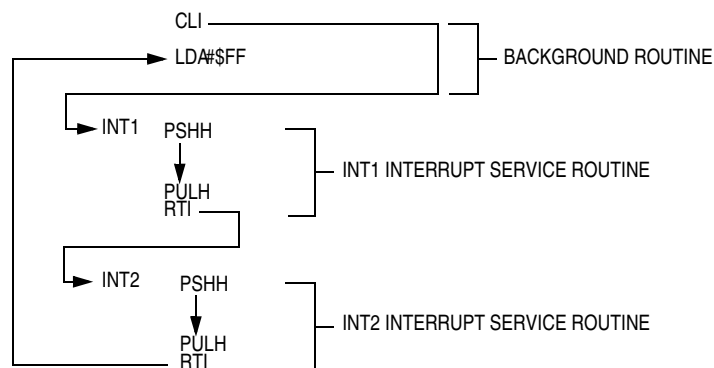 CLI
LDA#$FF
BACKGROUND ROUTINE
INT1 PSHH
INT1 INTERRUPT SERVICE ROUTINE
PULH
RTI
INT2 PSHH
INT2 INTERRUPT SERVICE ROUTINE
PULH
RTI